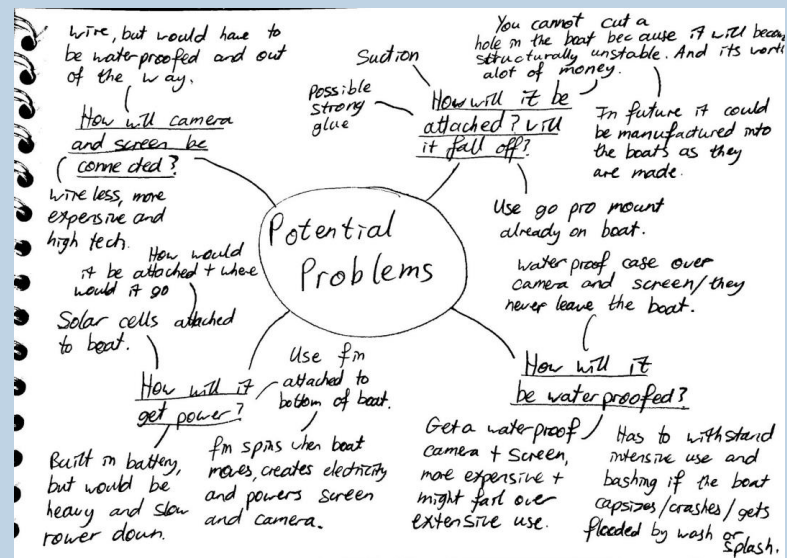 wire, but would have to
be waterproofed and out
of the way.
How will camera
and screen be
connected?
wireless, more
expensive and
high tech.
You cannot cut a
hole in the boat because it will become
structurally unstable. And its worth
alot of money.
Suction
Possible
strong
glue
How will it be
attached? will
it fall off?
In future it could
be manufactured into
the boats as they
are made.
Use go pro mount
already on boat.
Potential
Problems
How would
it be attached + where
would it go
Solar cells attached
to boat.
How will it
get power?
Use fin
attached to
bottom of boat.
fin spins when boat
moves, creates electricity
and powers screen
and camera.
Built in battery,
but would be
heavy and slow
rower down.
waterproof case over
camera and screen/they
never leave the boat.
How will it
be waterproofed?
Get a waterproof
camera + screen,
more expensive +
might fail over
extensive use.
Has to withstand
intensive use and
bashing if the boat
capsizes/crashes/gets
flooded by wash or
splash.